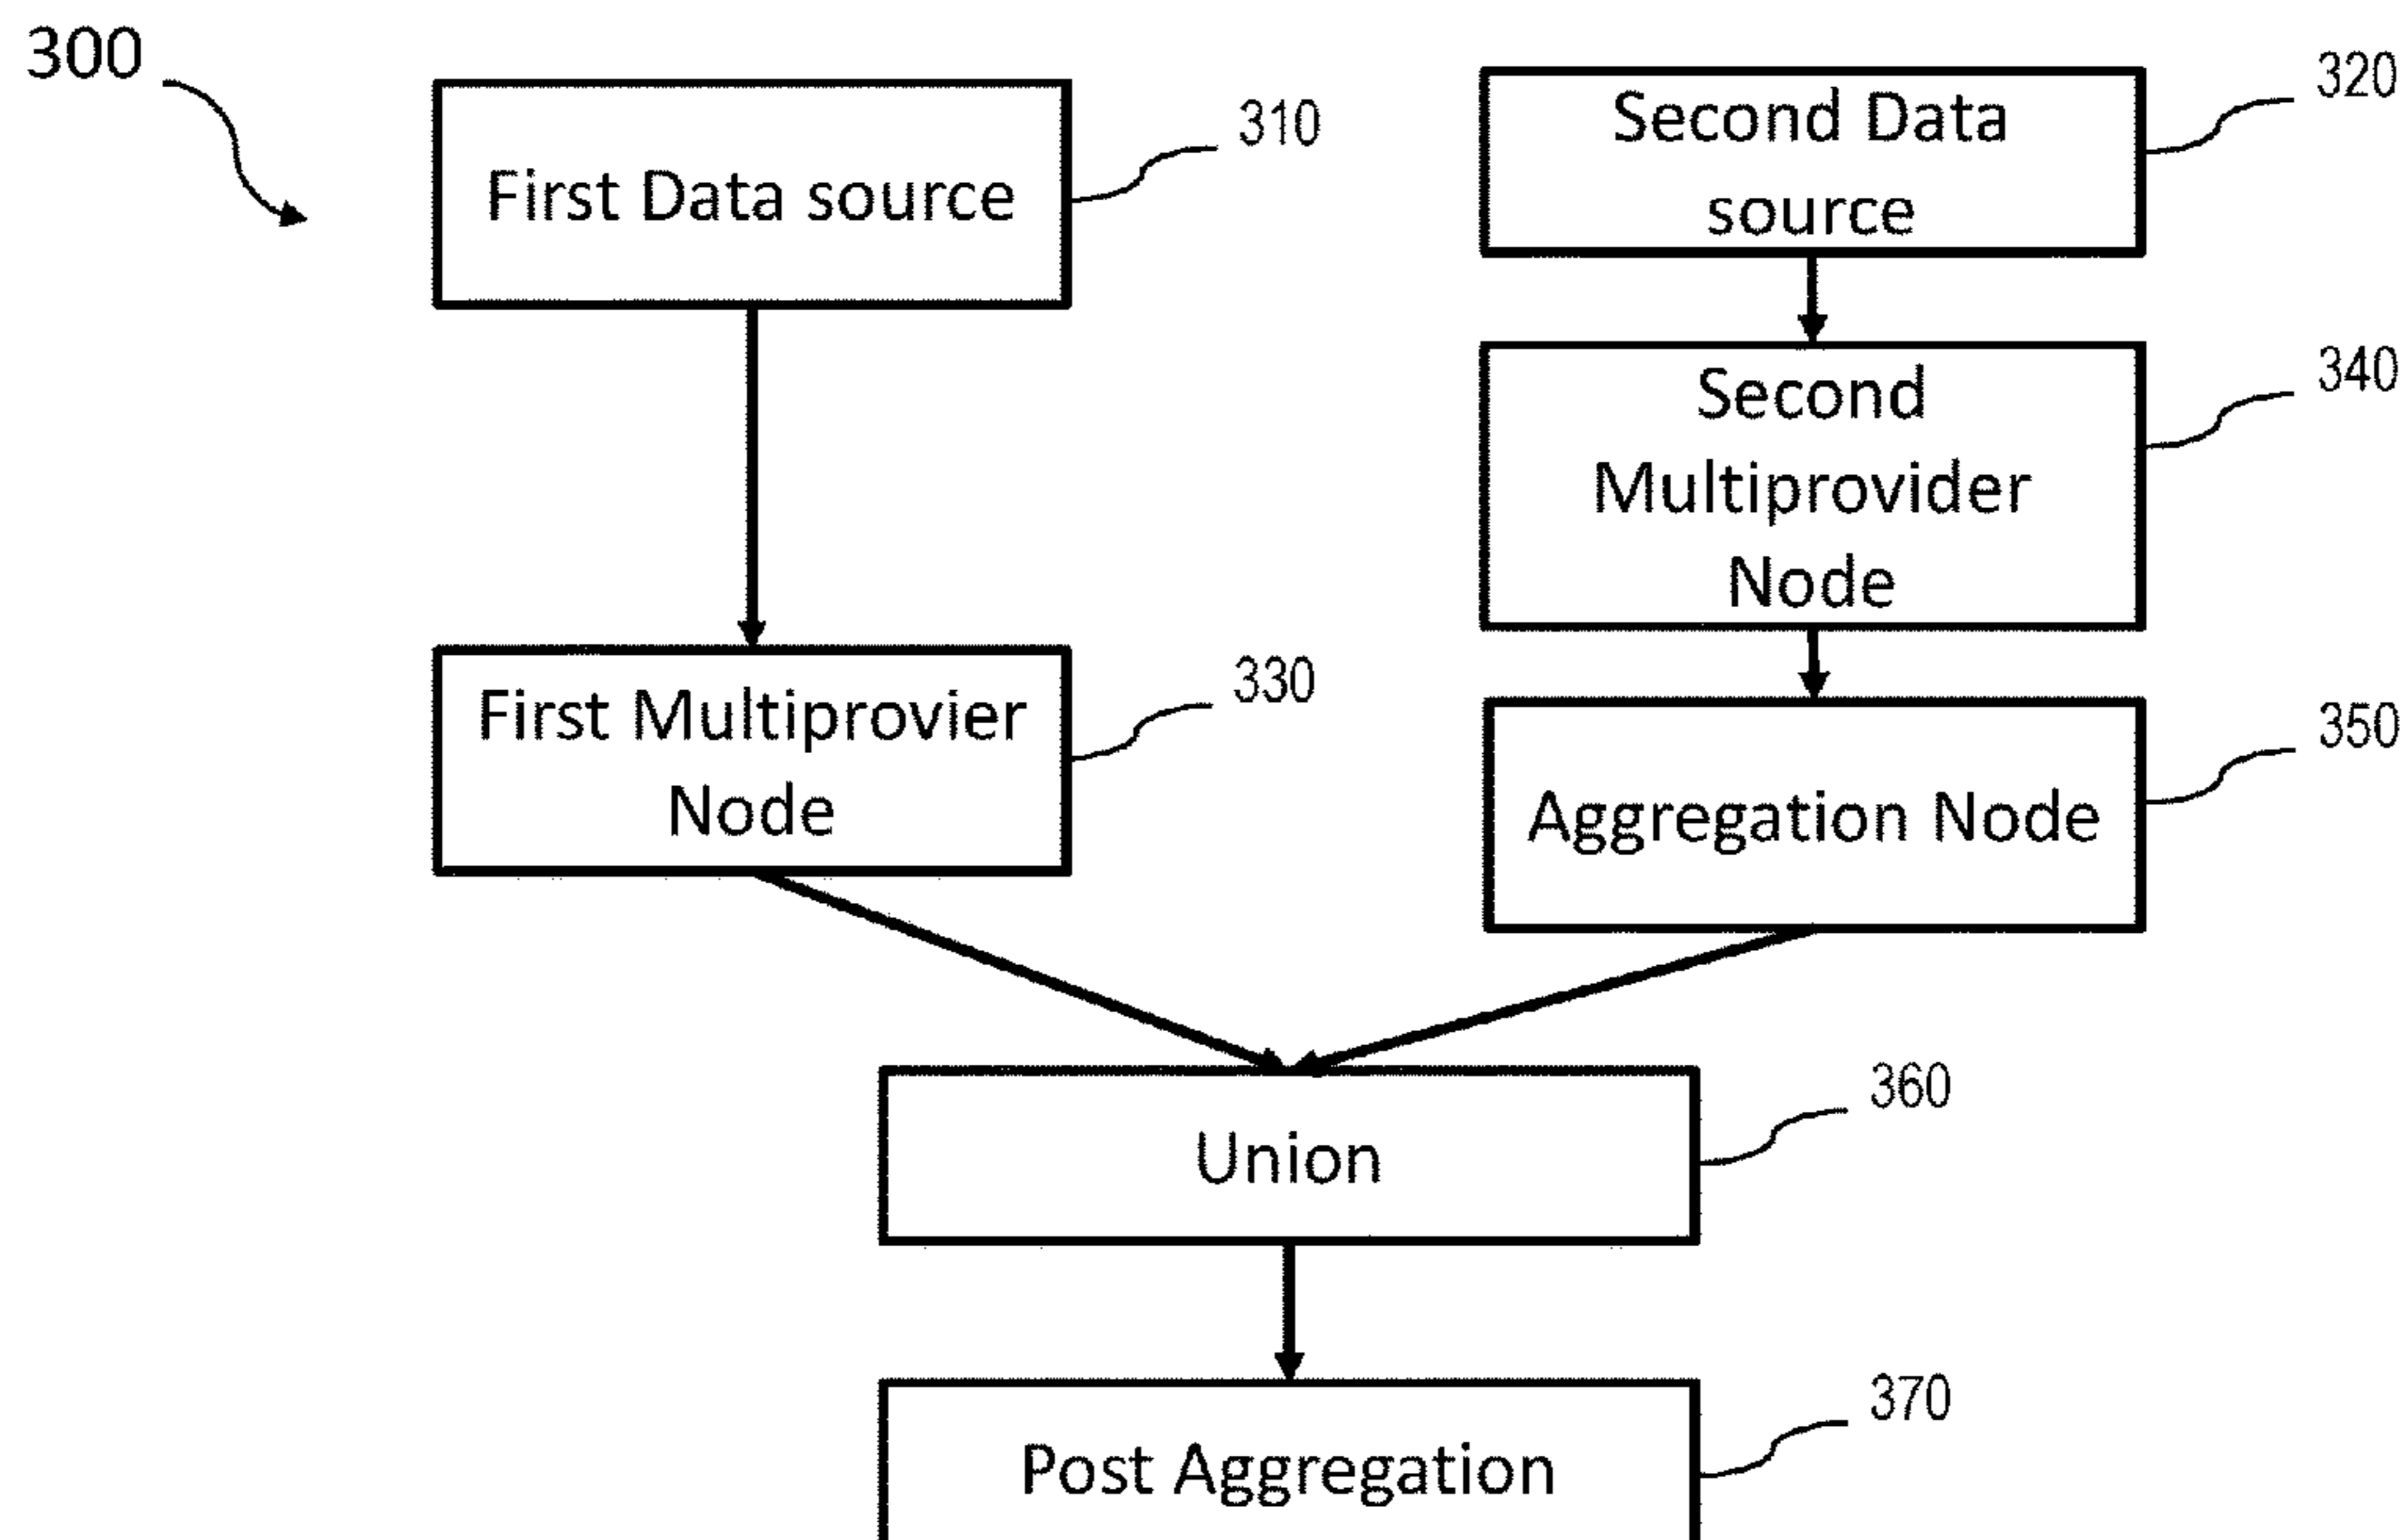 300
First Data source
310
Second Data
source
320
Second
Multiprovider
Node
340
First Multiprovier
Node
330
Aggregation Node
350
Union
360
Post Aggregation
370